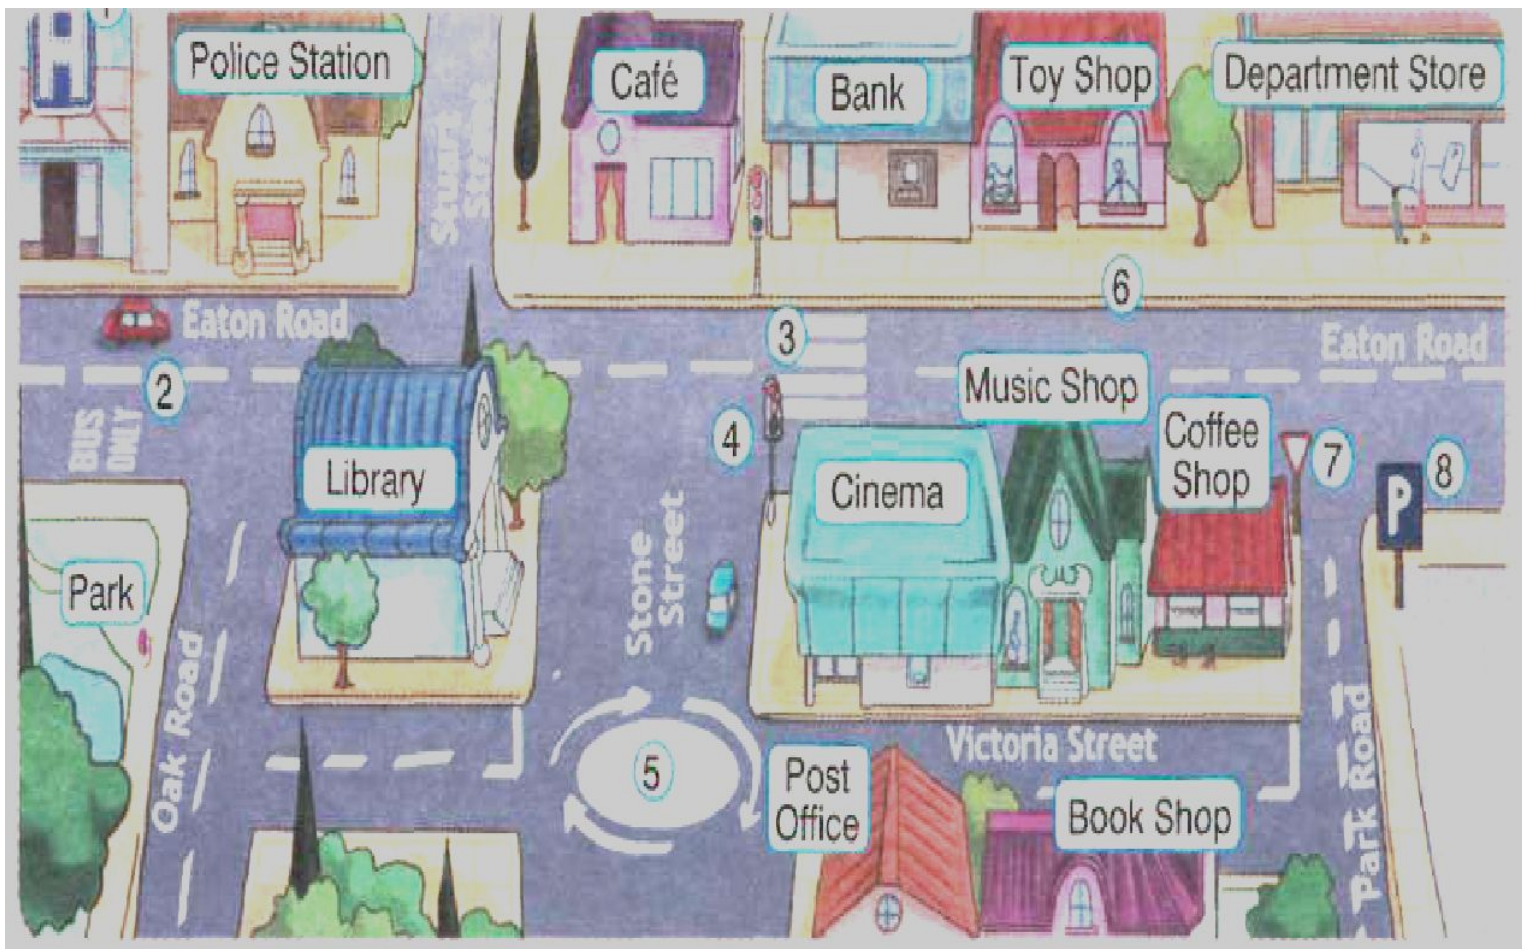 H
Police Station
Café
Bank
Toy Shop
Department Store
6
Eaton Road
3
Eaton Road
2
BUS
ONLY
Music Shop
4
Coffee
Shop
7
8
P
Library
Cinema
Park
Stone
Street
Oak Road
5
Victoria Street
Post
Office
Book Shop
Park Road